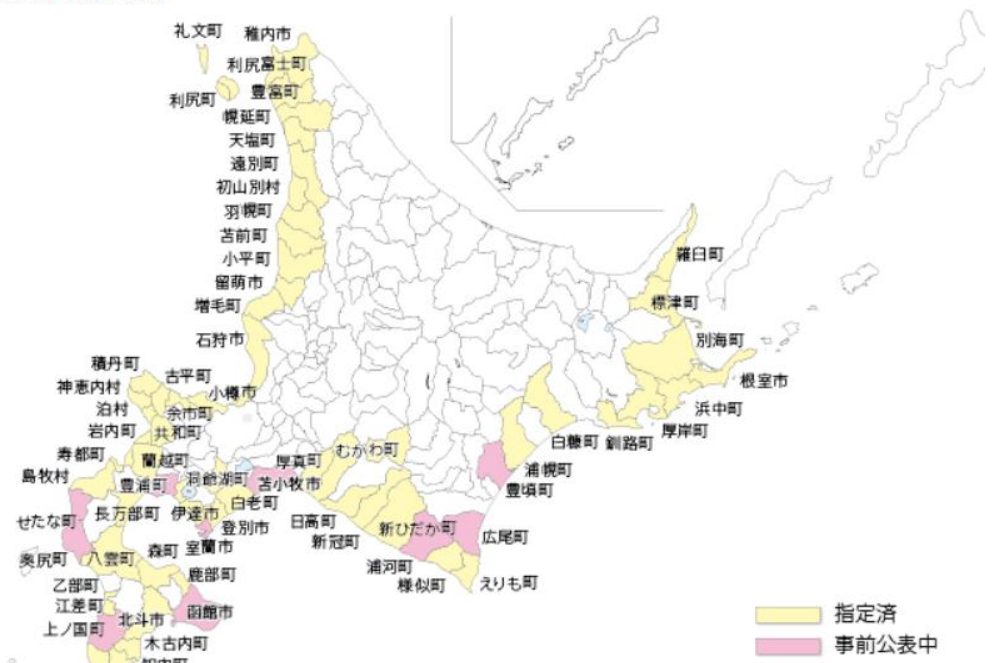 礼文町
稚内市
利尻富士町
利尻町
豊富町
幌延町
天塩町
遠別町
初山別村
羽幌町
苫前町
小平町
留萌市
増毛町
石狩市
羅臼町
標津町
別海町
根室市
浜中町
厚岸町
釧路町
白糠町
浦幌町
豊頃町
積丹町
古平町
神恵内村
小樽市
泊村
余市町
岩内町
共和町
寿都町
蘭越町
島牧村
豊浦町
洞爺湖町
厚真町
むかわ町
苫小牧市
白老町
せたな町
長万部町
伊達市
登別市
日高町
新ひだか町
新冠町
広尾町
奥尻町
八雲町
森町
室蘭市
浦河町
様似町
えりも町
乙部町
鹿部町
江差町
北斗市
函館市
上ノ国町
木古内町
指定済
事前公表中